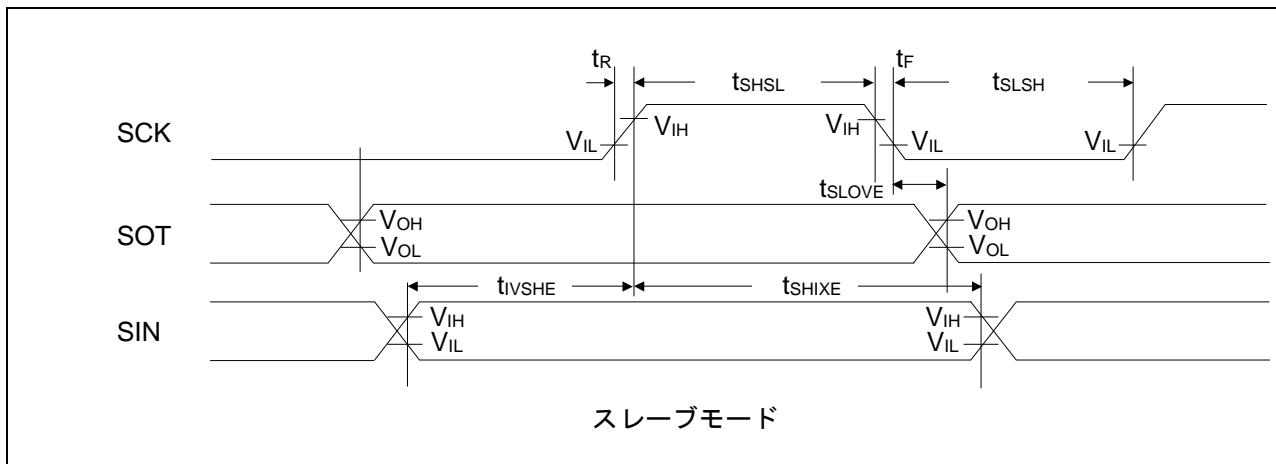 tR tSHSL tF tSLSH
SCK VIL VIH VIH VIL VIL
tSLOVE
SOT VOH VOL VOH VOL
tIVSHE tSHIXE
SIN VIH VIL VIH VIL
スレーブモード